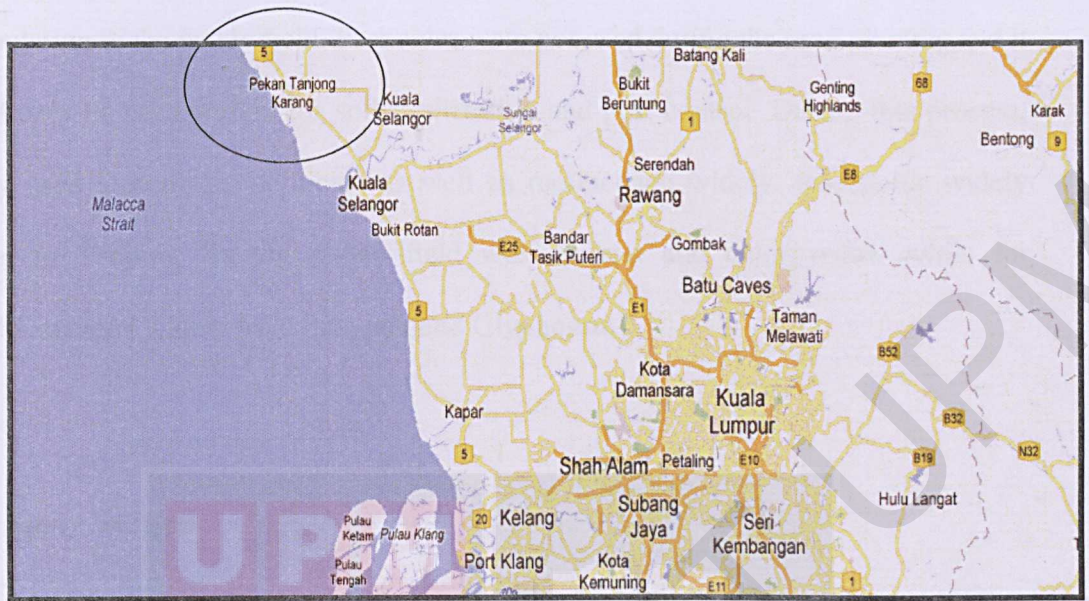 5
Batang Kali
68
Pekan Tanjong
Karang
Bukit
Beruntung
Genting
Highlands
Kuala
Selangor
Sungai
Selangor
Karak
1
Bentong
9
Serendah
E8
Kuala
Selangor
Rawang
Malacca
Strait
Bukit Rotan
E25
Bandar
Tasik Puteri
Gombak
Batu Caves
5
E1
Taman
Melawati
B52
Kota
Damansara
Kuala
Lumpur
Kapar
B32
5
Shah Alam
Petaling
E10
B19
N32
Hulu Langat
Subang
Jaya
20
Kelang
Pulau
Ketam
Pulau Klang
Seri
Kembangan
Port Klang
Pulau
Tengah
Kota
Kemuning
E11
1
UPM
UPM